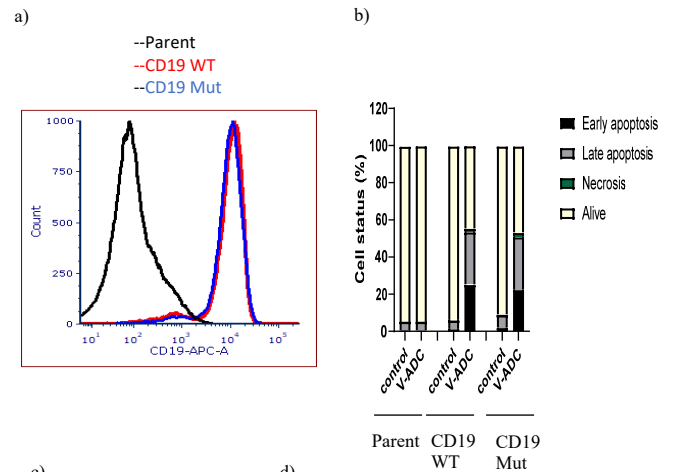 a)
--Parent
--CD19 WT
--CD19 Mut
1000
750
500
250
0
Count
10¹ 10² 10³ 10⁴ 10⁵
CD19-APC-A
b)
120
100
80
60
40
20
0
Cell status (%)
Early apoptosis
Late apoptosis
Necrosis
Alive
control V-ADC control V-ADC control V-ADC
Parent CD19 WT CD19 Mut
c) d)